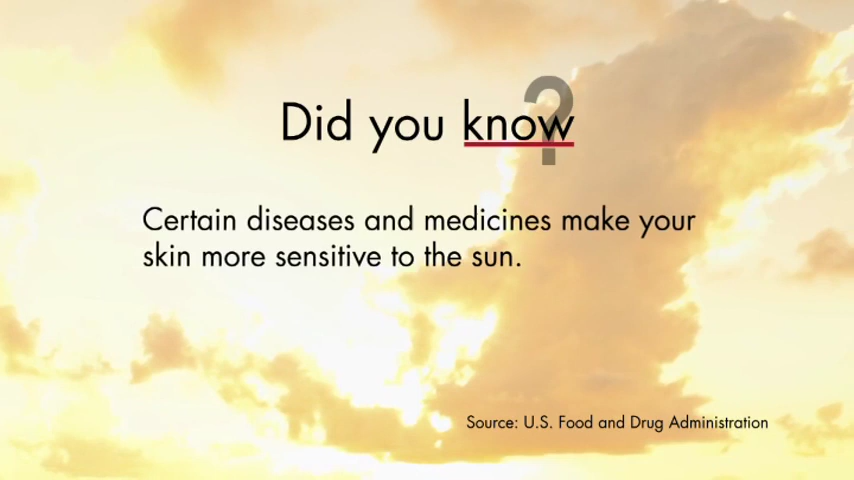 Did you know?
Certain diseases and medicines make your
skin more sensitive to the sun.
Source: U.S. Food and Drug Administration